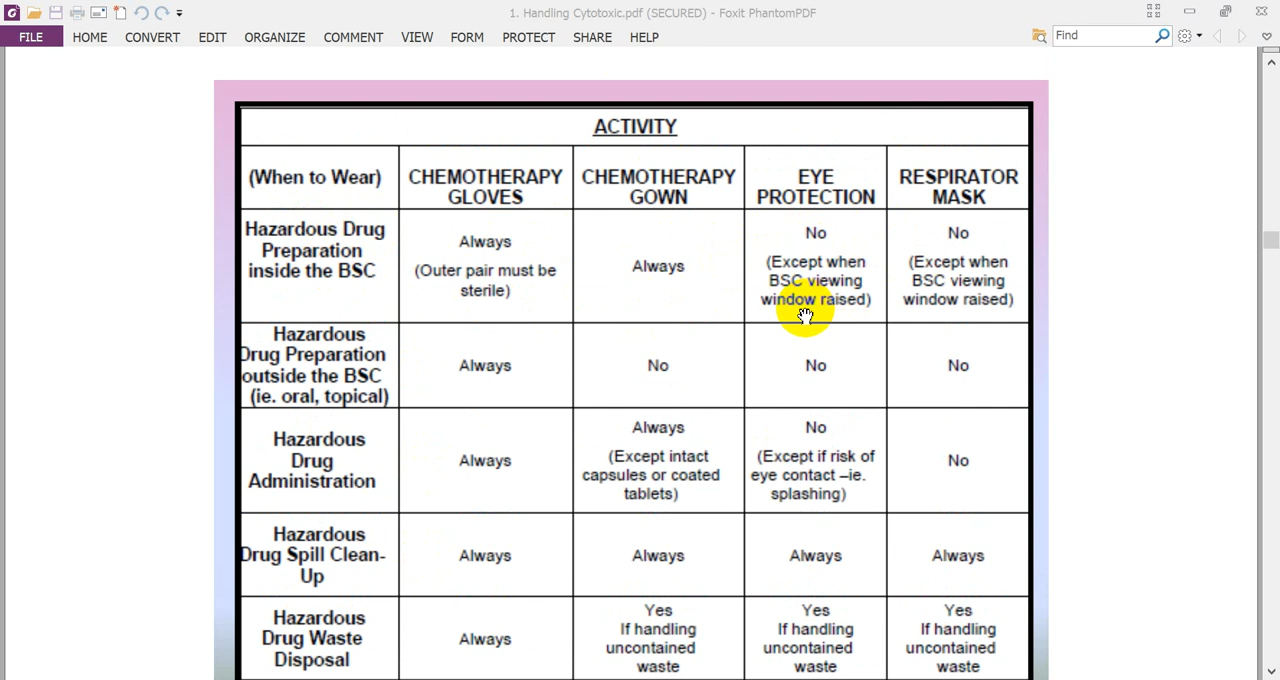 1. Handling Cytotoxic.pdf (SECURED) - Foxit PhantomPDF
FILE HOME CONVERT EDIT ORGANIZE COMMENT VIEW FORM PROTECT SHARE HELP Find
ACTIVITY
(When to Wear)
CHEMOTHERAPY
GLOVES
CHEMOTHERAPY
GOWN
EYE
PROTECTION
RESPIRATOR
MASK
Hazardous Drug
Preparation
inside the BSC
Always
(Outer pair must be
sterile)
Always
No
(Except when
BSC viewing
window raised)
No
(Except when
BSC viewing
window raised)
Hazardous
Drug Preparation
outside the BSC
(ie. oral, topical)
Always
No
No
No
Hazardous
Drug
Administration
Always
Always
(Except intact
capsules or coated
tablets)
No
(Except if risk of
eye contact –ie.
splashing)
No
Hazardous
Drug Spill Clean-
Up
Always
Always
Always
Always
Hazardous
Drug Waste
Disposal
Always
Yes
If handling
uncontained
waste
Yes
If handling
uncontained
waste
Yes
If handling
uncontained
waste